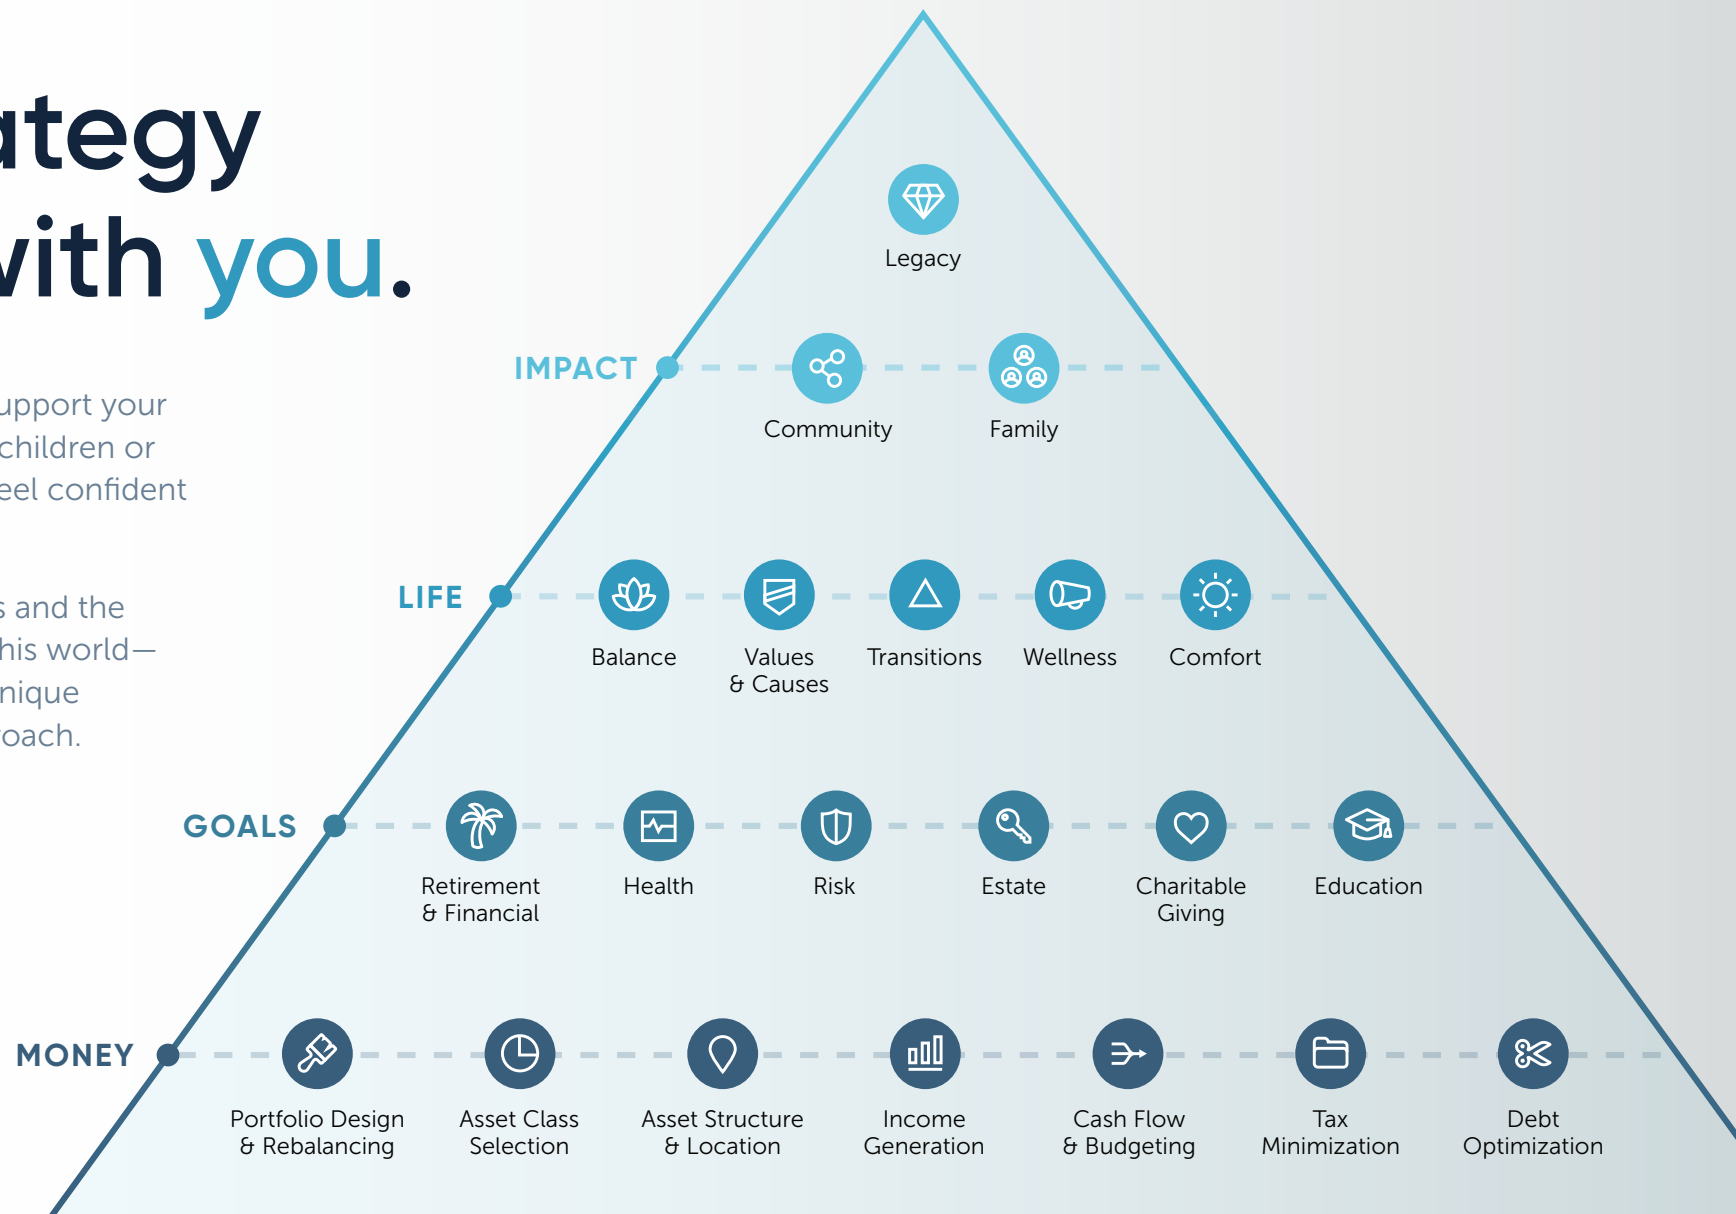 ategy
with you.
upport your
children or
eel confident
s and the
his world—
nique
roach.
Legacy
IMPACT
Community
Family
LIFE
Balance
Values
& Causes
Transitions
Wellness
Comfort
GOALS
Retirement
& Financial
Health
Risk
Estate
Charitable
Giving
Education
MONEY
Portfolio Design
& Rebalancing
Asset Class
Selection
Asset Structure
& Location
Income
Generation
Cash Flow
& Budgeting
Tax
Minimization
Debt
Optimization